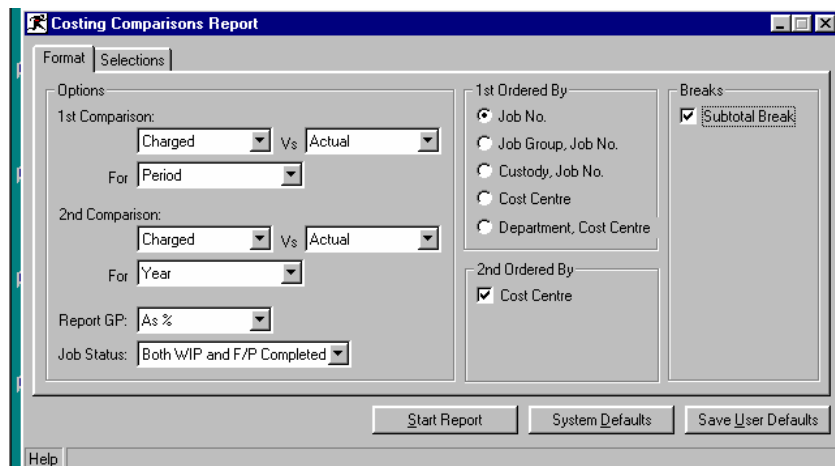 Costing Comparisons Report
Format Selections
Options
1st Comparison:
Charged Vs Actual
For Period
2nd Comparison:
Charged Vs Actual
For Year
Report GP: As %
Job Status: Both WIP and F/P Completed
1st Ordered By
Job No.
Job Group, Job No.
Custody, Job No.
Cost Centre
Department, Cost Centre
2nd Ordered By
Cost Centre
Breaks
Subtotal Break
Start Report System Defaults Save User Defaults
Help